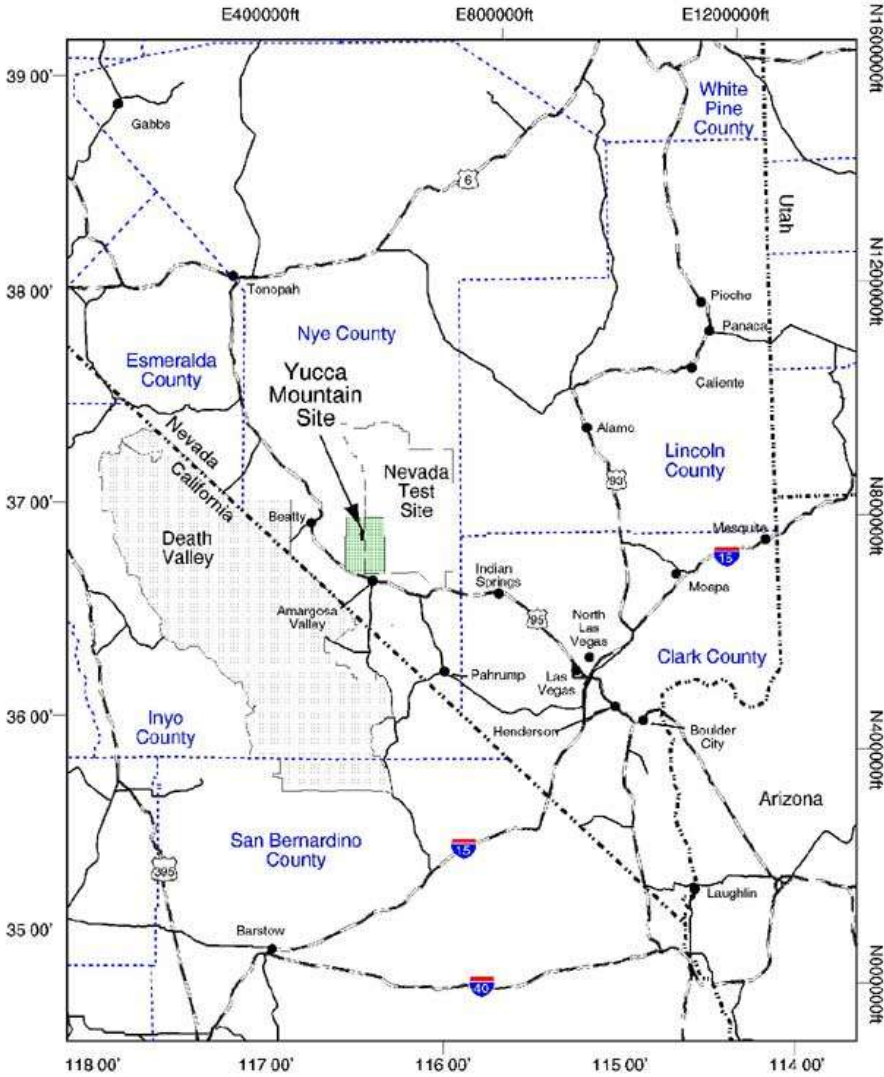 E400000ft
E800000ft
E1200000ft
N1600000ft
39 00'
Gabbs
White
Pine
County
6
Utah
N1200000ft
38 00'
Tonopah
Pioche
Panaca
Nye County
Esmeralda
County
Yucca
Mountain
Site
Caliente
Nevada
California
Alamo
Lincoln
County
Nevada
Test
Site
93
37 00'
N800000ft
Beatty
Mesquite
Death
Valley
15
Indian
Springs
Moapa
Amargosa
Valley
95
North
Las
Vegas
Clark County
Pahrump
Las
Vegas
36 00'
Inyo
County
Henderson
Boulder
City
N400000ft
Arizona
San Bernardino
County
15
395
Laughlin
35 00'
Barstow
40
N000000ft
118 00'
117 00'
116 00'
115 00'
114 00'